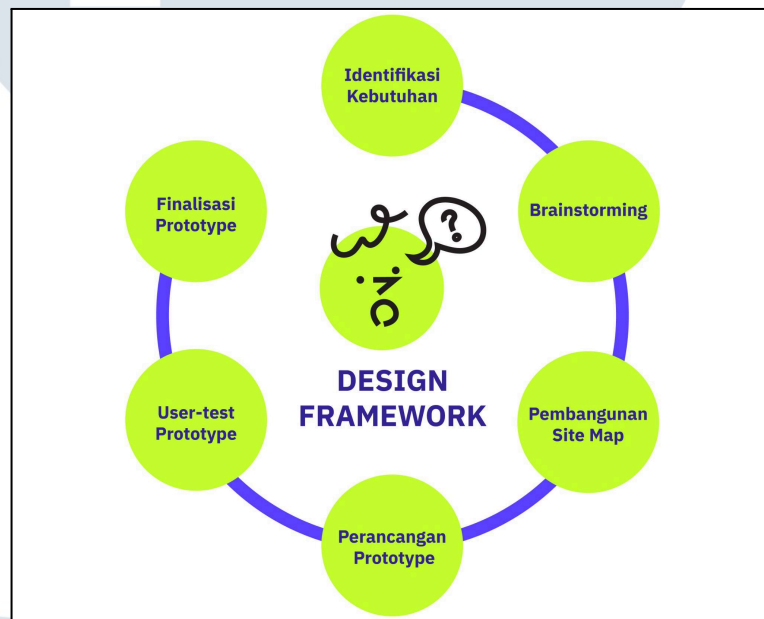 Identifikasi
Kebutuhan
Brainstorming
Pembangunan
Site Map
Perancangan
Prototype
User-test
Prototype
Finalisasi
Prototype
?
DESIGN
FRAMEWORK